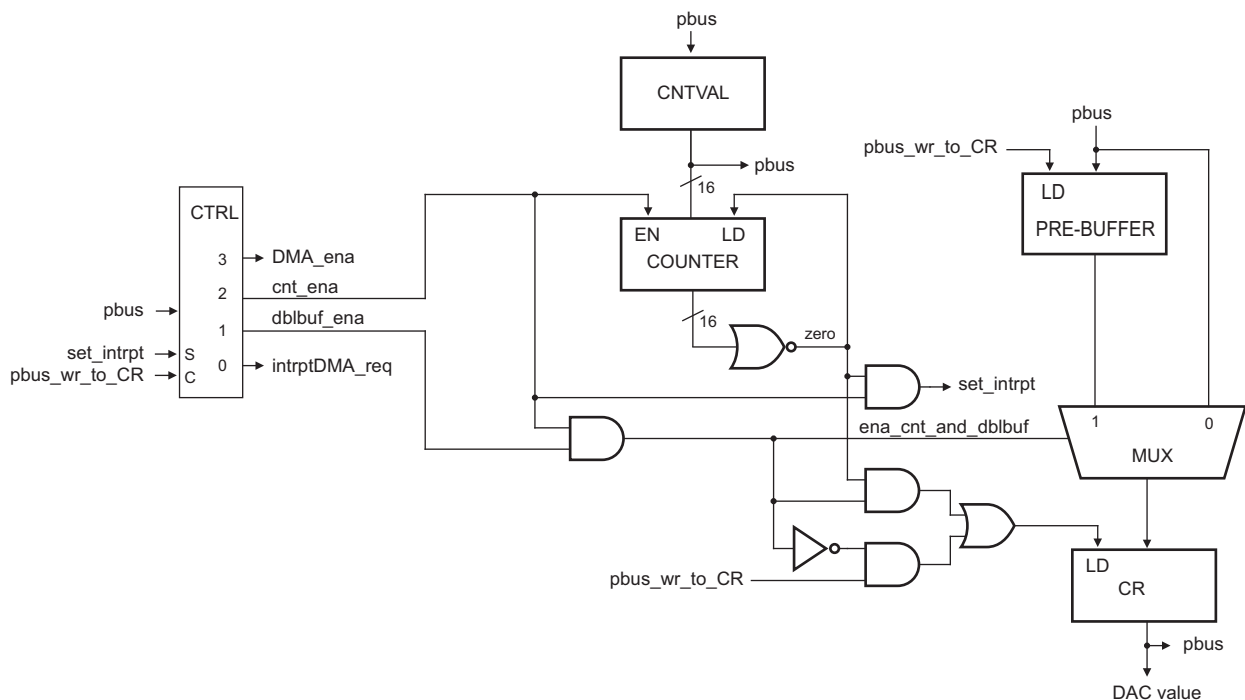 pbus
CNTVAL
pbus
16
pbus
pbus_wr_to_CR
LD
PRE-BUFFER
CTRL
3
DMA_ena
2
cnt_ena
pbus
1
dblbuf_ena
set_intrpt
S
0
intrptDMA_req
pbus_wr_to_CR
C
EN
LD
COUNTER
16
zero
set_intrpt
ena_cnt_and_dblbuf
1
0
MUX
pbus_wr_to_CR
LD
CR
pbus
DAC value